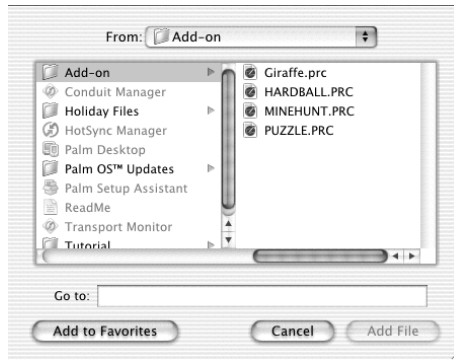 From: Add-on
Add-on
Conduit Manager
Holiday Files
HotSync Manager
Palm Desktop
Palm OS™ Updates
Palm Setup Assistant
ReadMe
Transport Monitor
Tutorial
Giraffe.prc
HARDBALL.PRC
MINEHUNT.PRC
PUZZLE.PRC
Go to:
Add to Favorites
Cancel
Add File